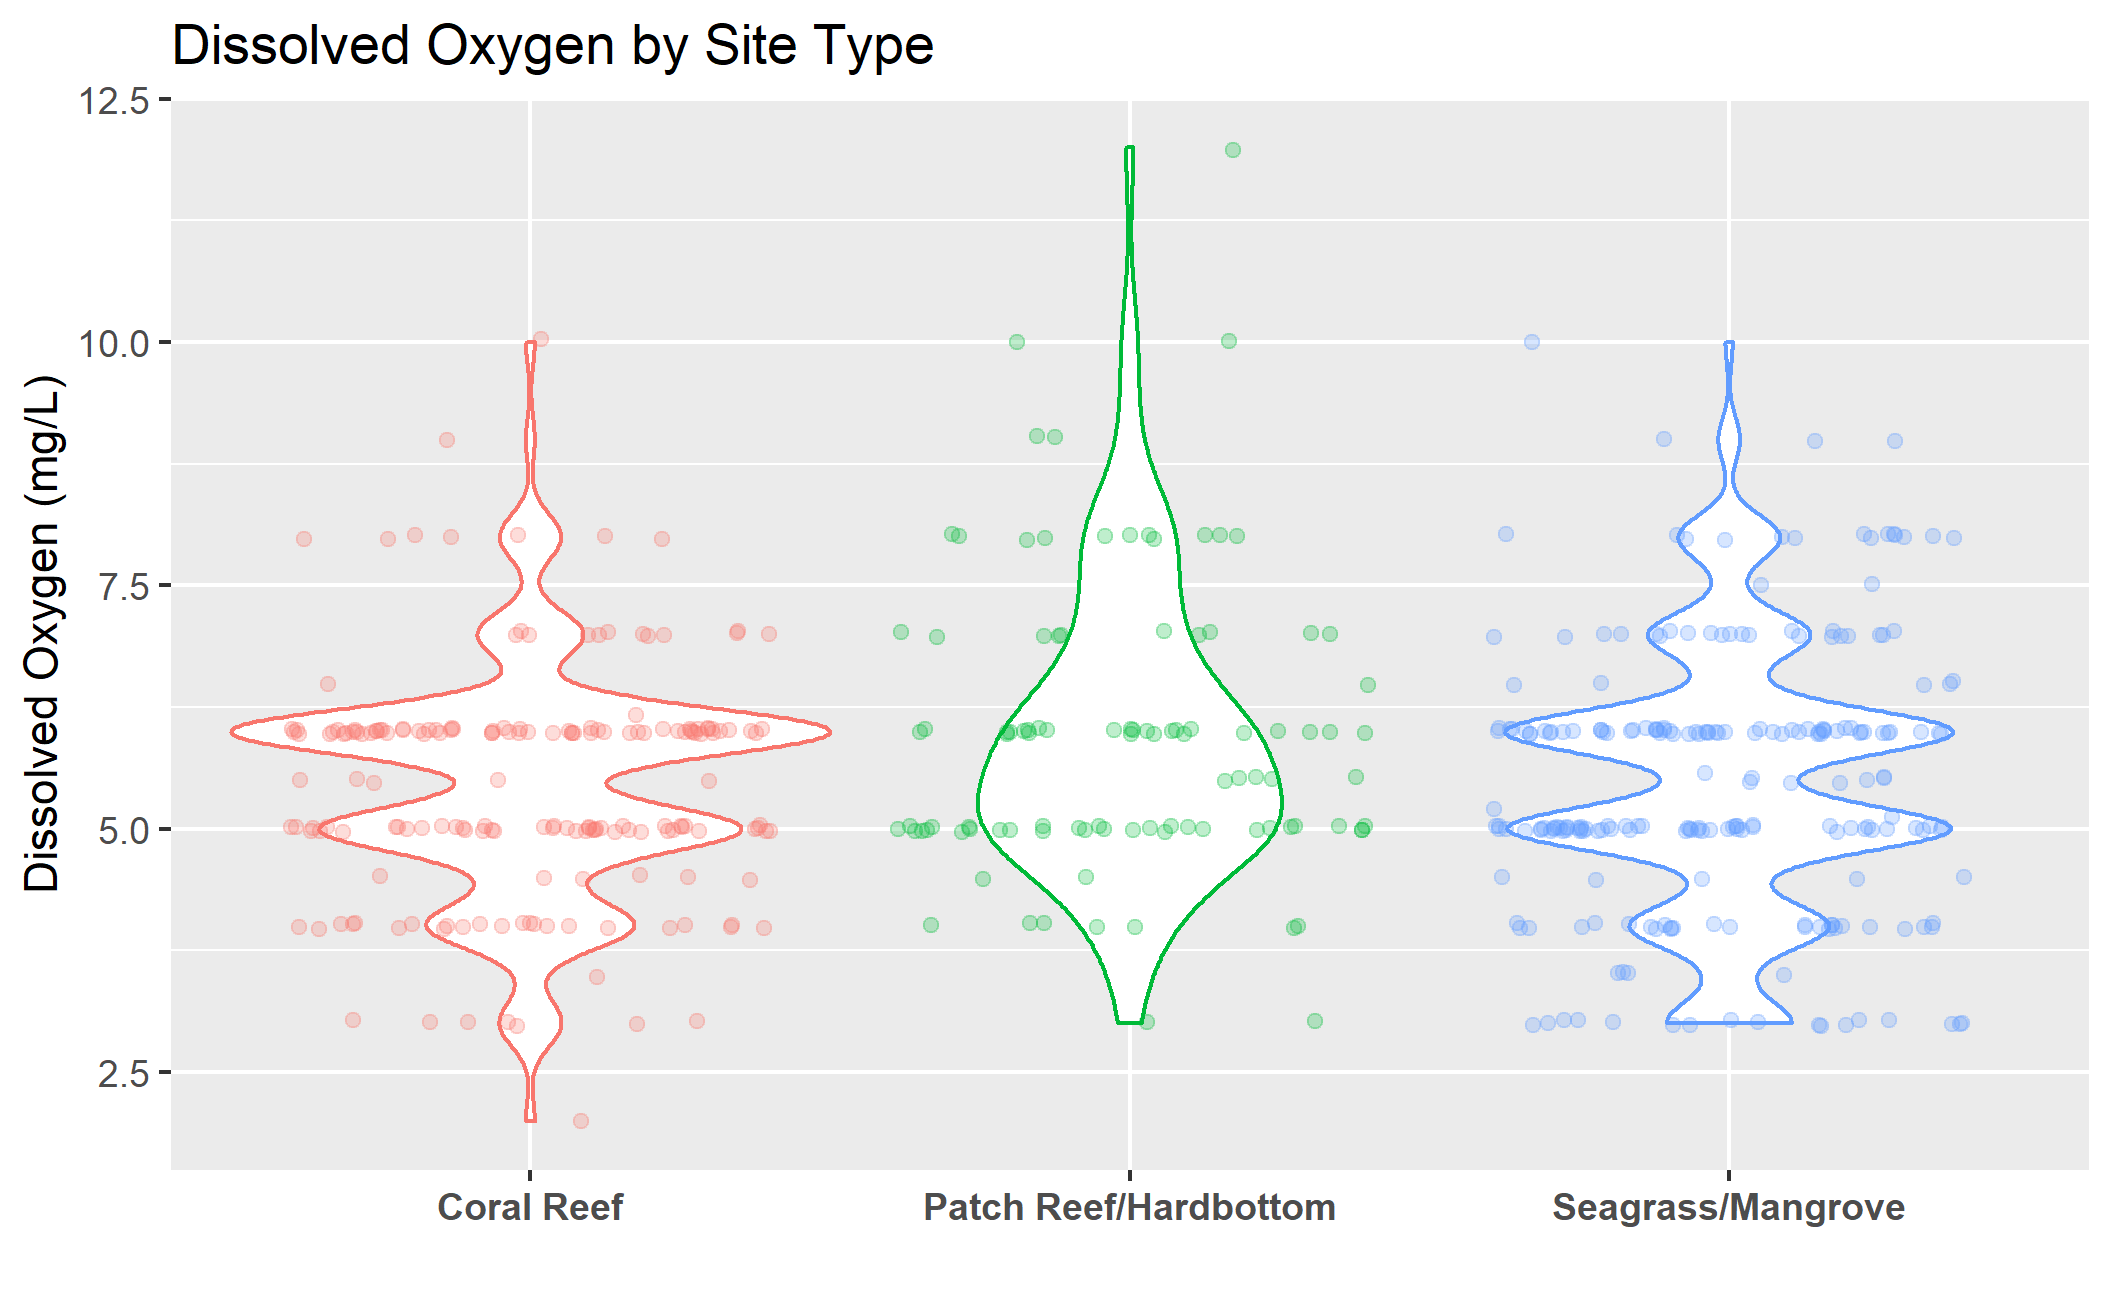 Dissolved Oxygen by Site Type
Dissolved Oxygen (mg/L)
12.5
10.0
7.5
5.0
2.5
Coral Reef
Patch Reef/Hardbottom
Seagrass/Mangrove